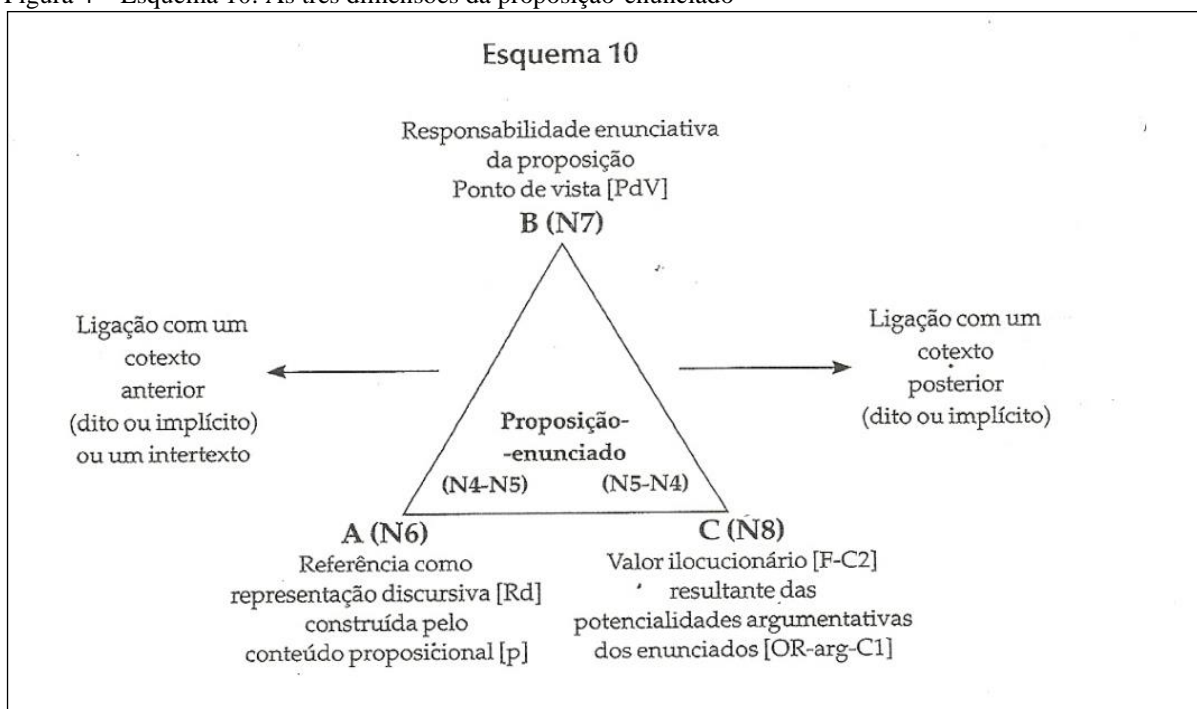 Figura 4 – Esquema 10: As três dimensões da proposição-enunciado
Esquema 10
Responsabilidade enunciativa
da proposição
Ponto de vista [PdV]
B (N7)
Ligação com um
cotexto
anterior
(dito ou implícito)
ou um intertexto
Ligação com um
cotexto
posterior
(dito ou implícito)
Proposição-
-enunciado
(N4-N5) (N5-N4)
A (N6)
Referência como
representação discursiva [Rd]
construída pelo
conteúdo proposicional [p]
C (N8)
Valor ilocucionário [F-C2]
resultante das
potencialidades argumentativas
dos enunciados [OR-arg-C1]